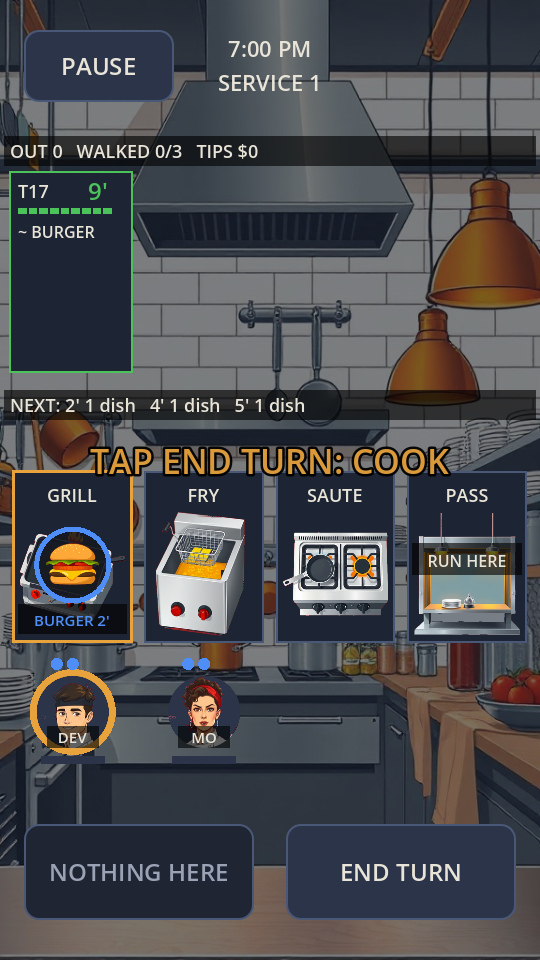 PAUSE
7:00 PM
SERVICE 1
OUT 0 WALKED 0/3 TIPS $0
T17 9'
~ BURGER
NEXT: 2' 1 dish 4' 1 dish 5' 1 dish
TAP END TURN: COOK
GRILL FRY SAUTE PASS
RUN HERE
BURGER 2'
DEV MO
NOTHING HERE END TURN